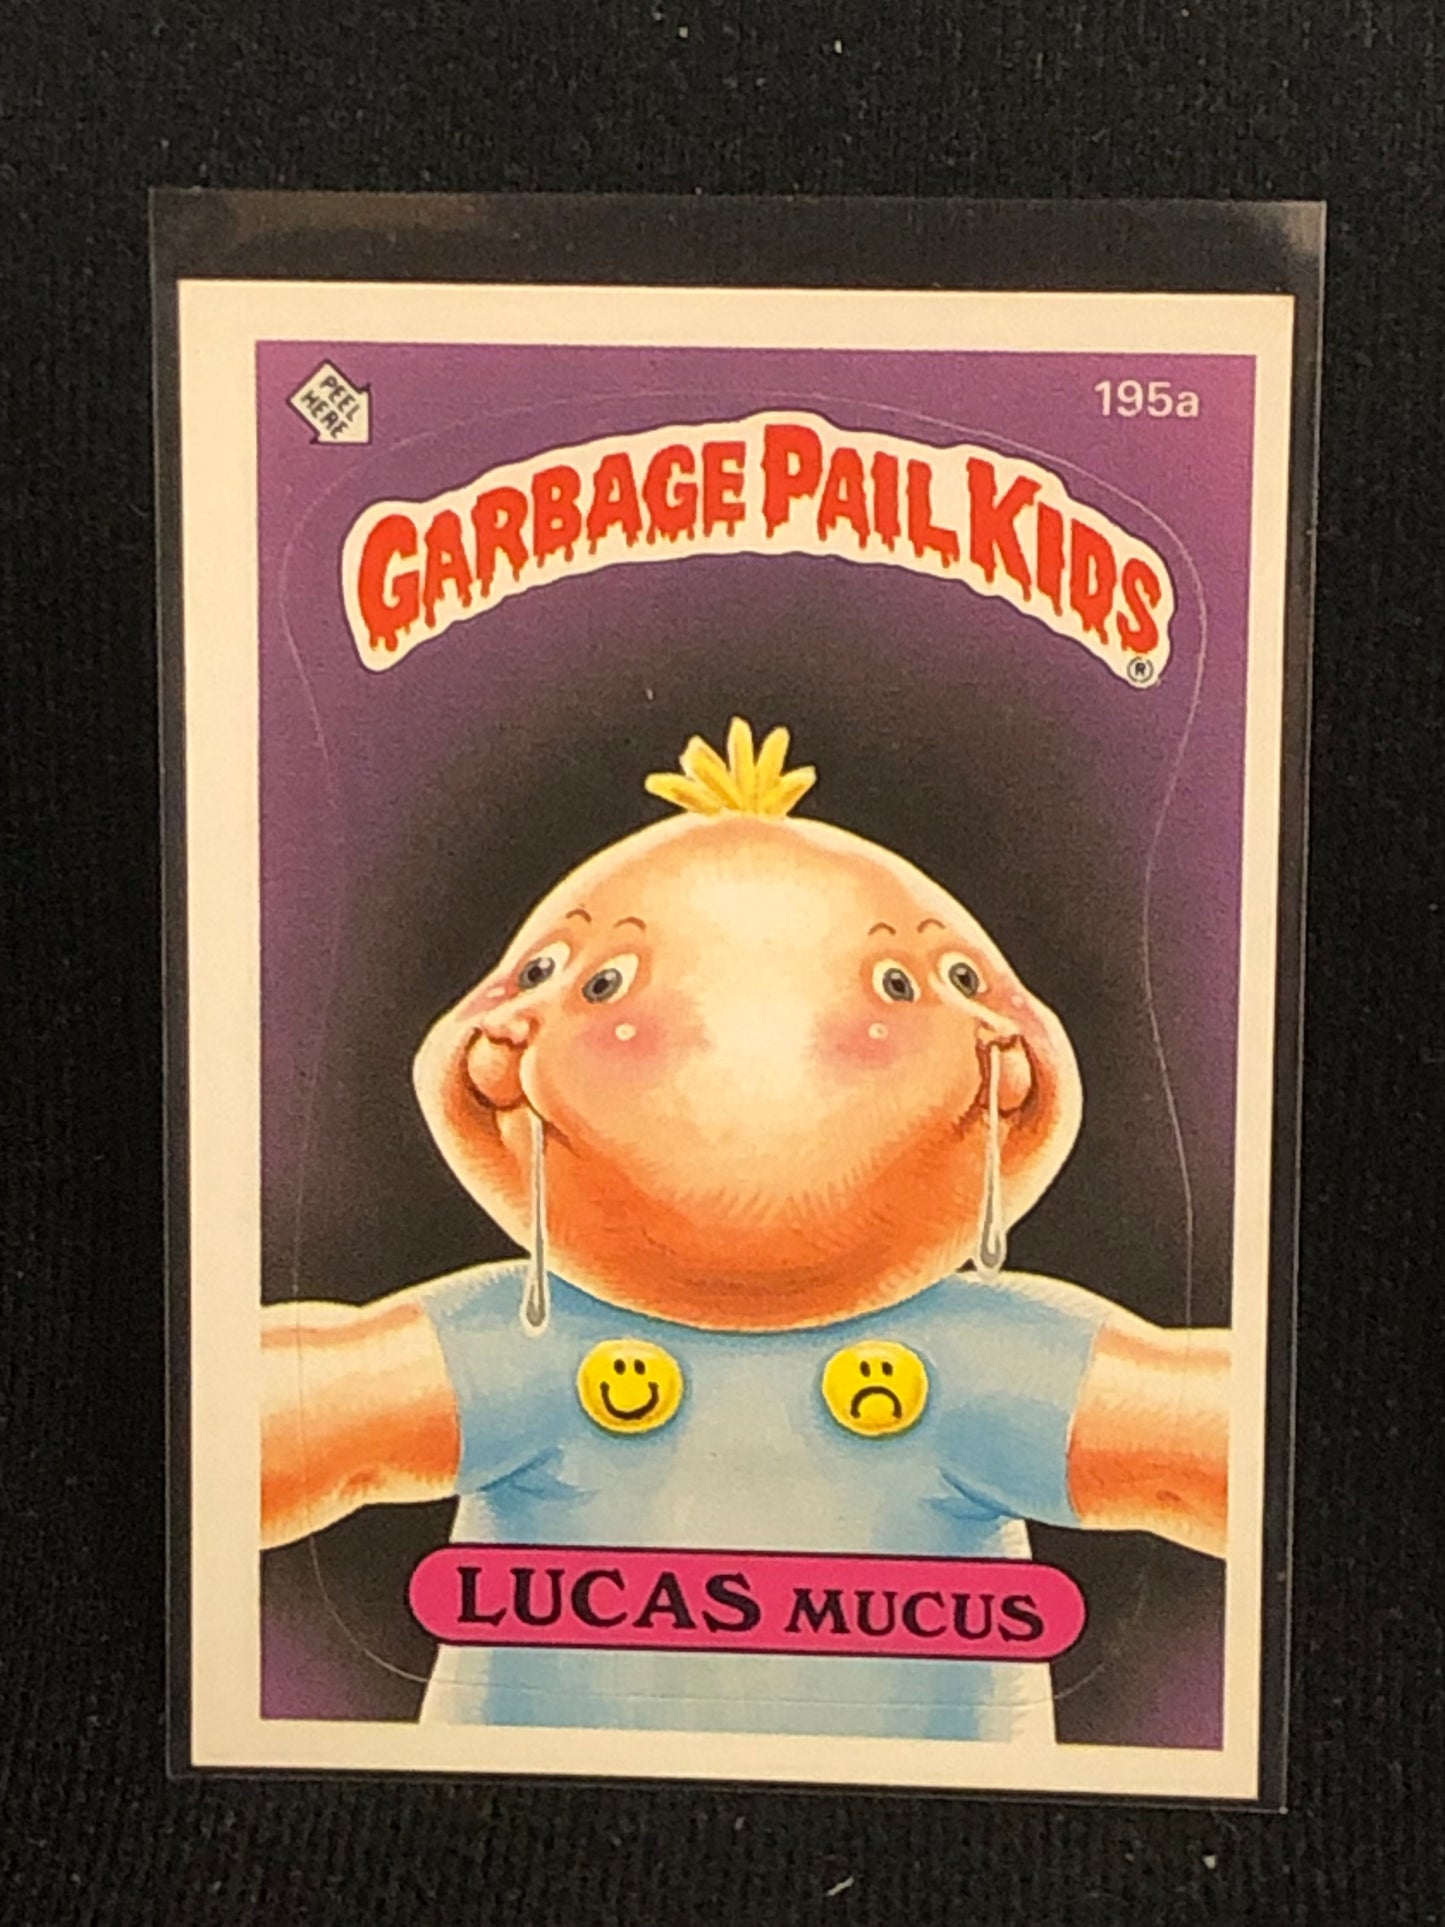 PEEL
HERE
195a
GARBAGE PAIL KIDS
®
LUCAS MUCUS